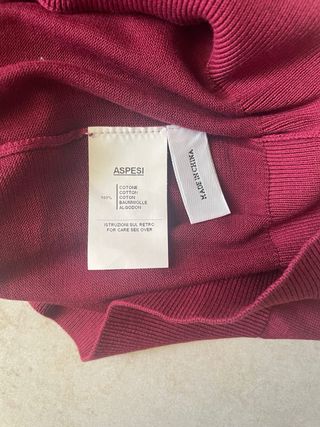 ASPESI
COTONE
COTTON
100% COTON
BAUMWOLLE
ALGODON
ISTRUZIONI SUL RETRO
FOR CARE SEE OVER
MADE IN CHINA